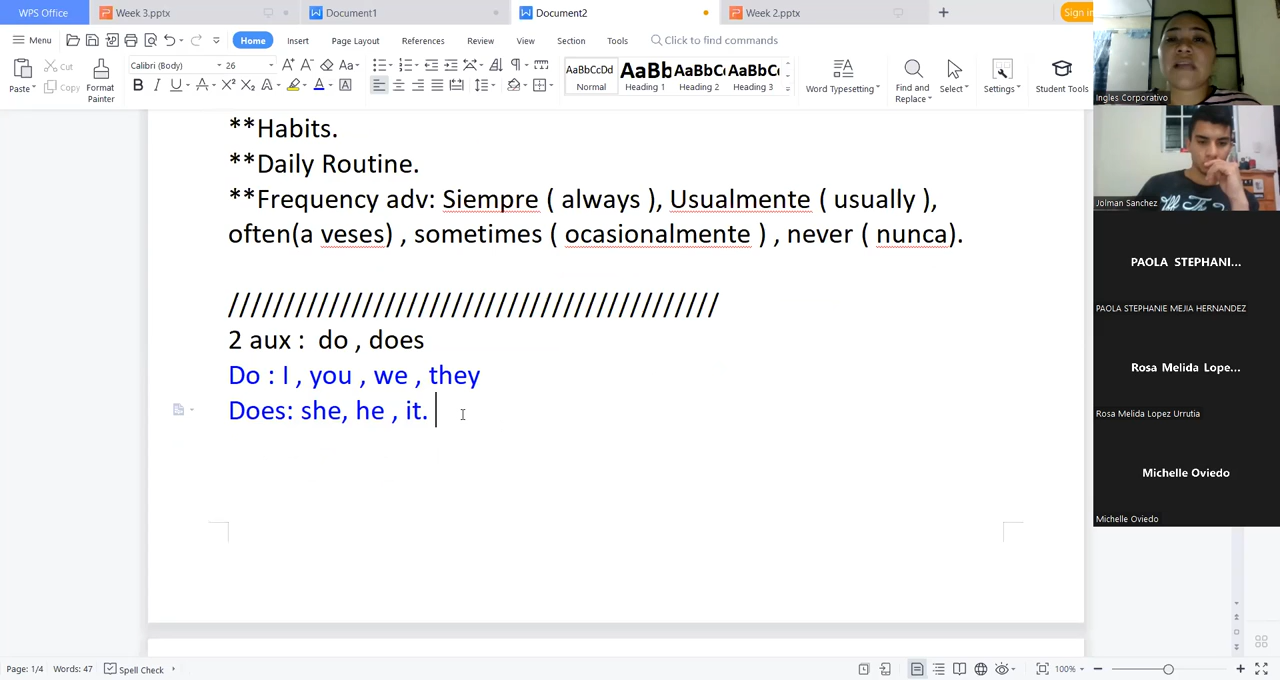 WPS Office
Week 3.pptx
Document1
Document2
Week 2.pptx
Sign in
Menu
Home
Insert
Page Layout
References
Review
View
Section
Tools
Click to find commands
Paste
Cut
Copy
Format Painter
Calibri (Body)
26
AaBbCcDd
Normal
AaBb
Heading 1
AaBbCc
Heading 2
AaBbCc
Heading 3
Word Typesetting
Find and Replace
Select
Settings
Student Tools
**Habits.
**Daily Routine.
**Frequency adv: Siempre ( always ), Usualmente ( usually ),
often(a veses) , sometimes ( ocasionalmente ) , never ( nunca).
////////////////////////////////////////////
2 aux :  do , does
Do : I , you , we , they
Does: she, he , it.
Page: 1/4
Words: 47
Spell Check
100%
Ingles Corporativo
Jolman Sanchez
PAOLA STEPHANI...
PAOLA STEPHANIE MEJIA HERNANDEZ
Rosa Melida Lope...
Rosa Melida Lopez Urrutia
Michelle Oviedo
Michelle Oviedo